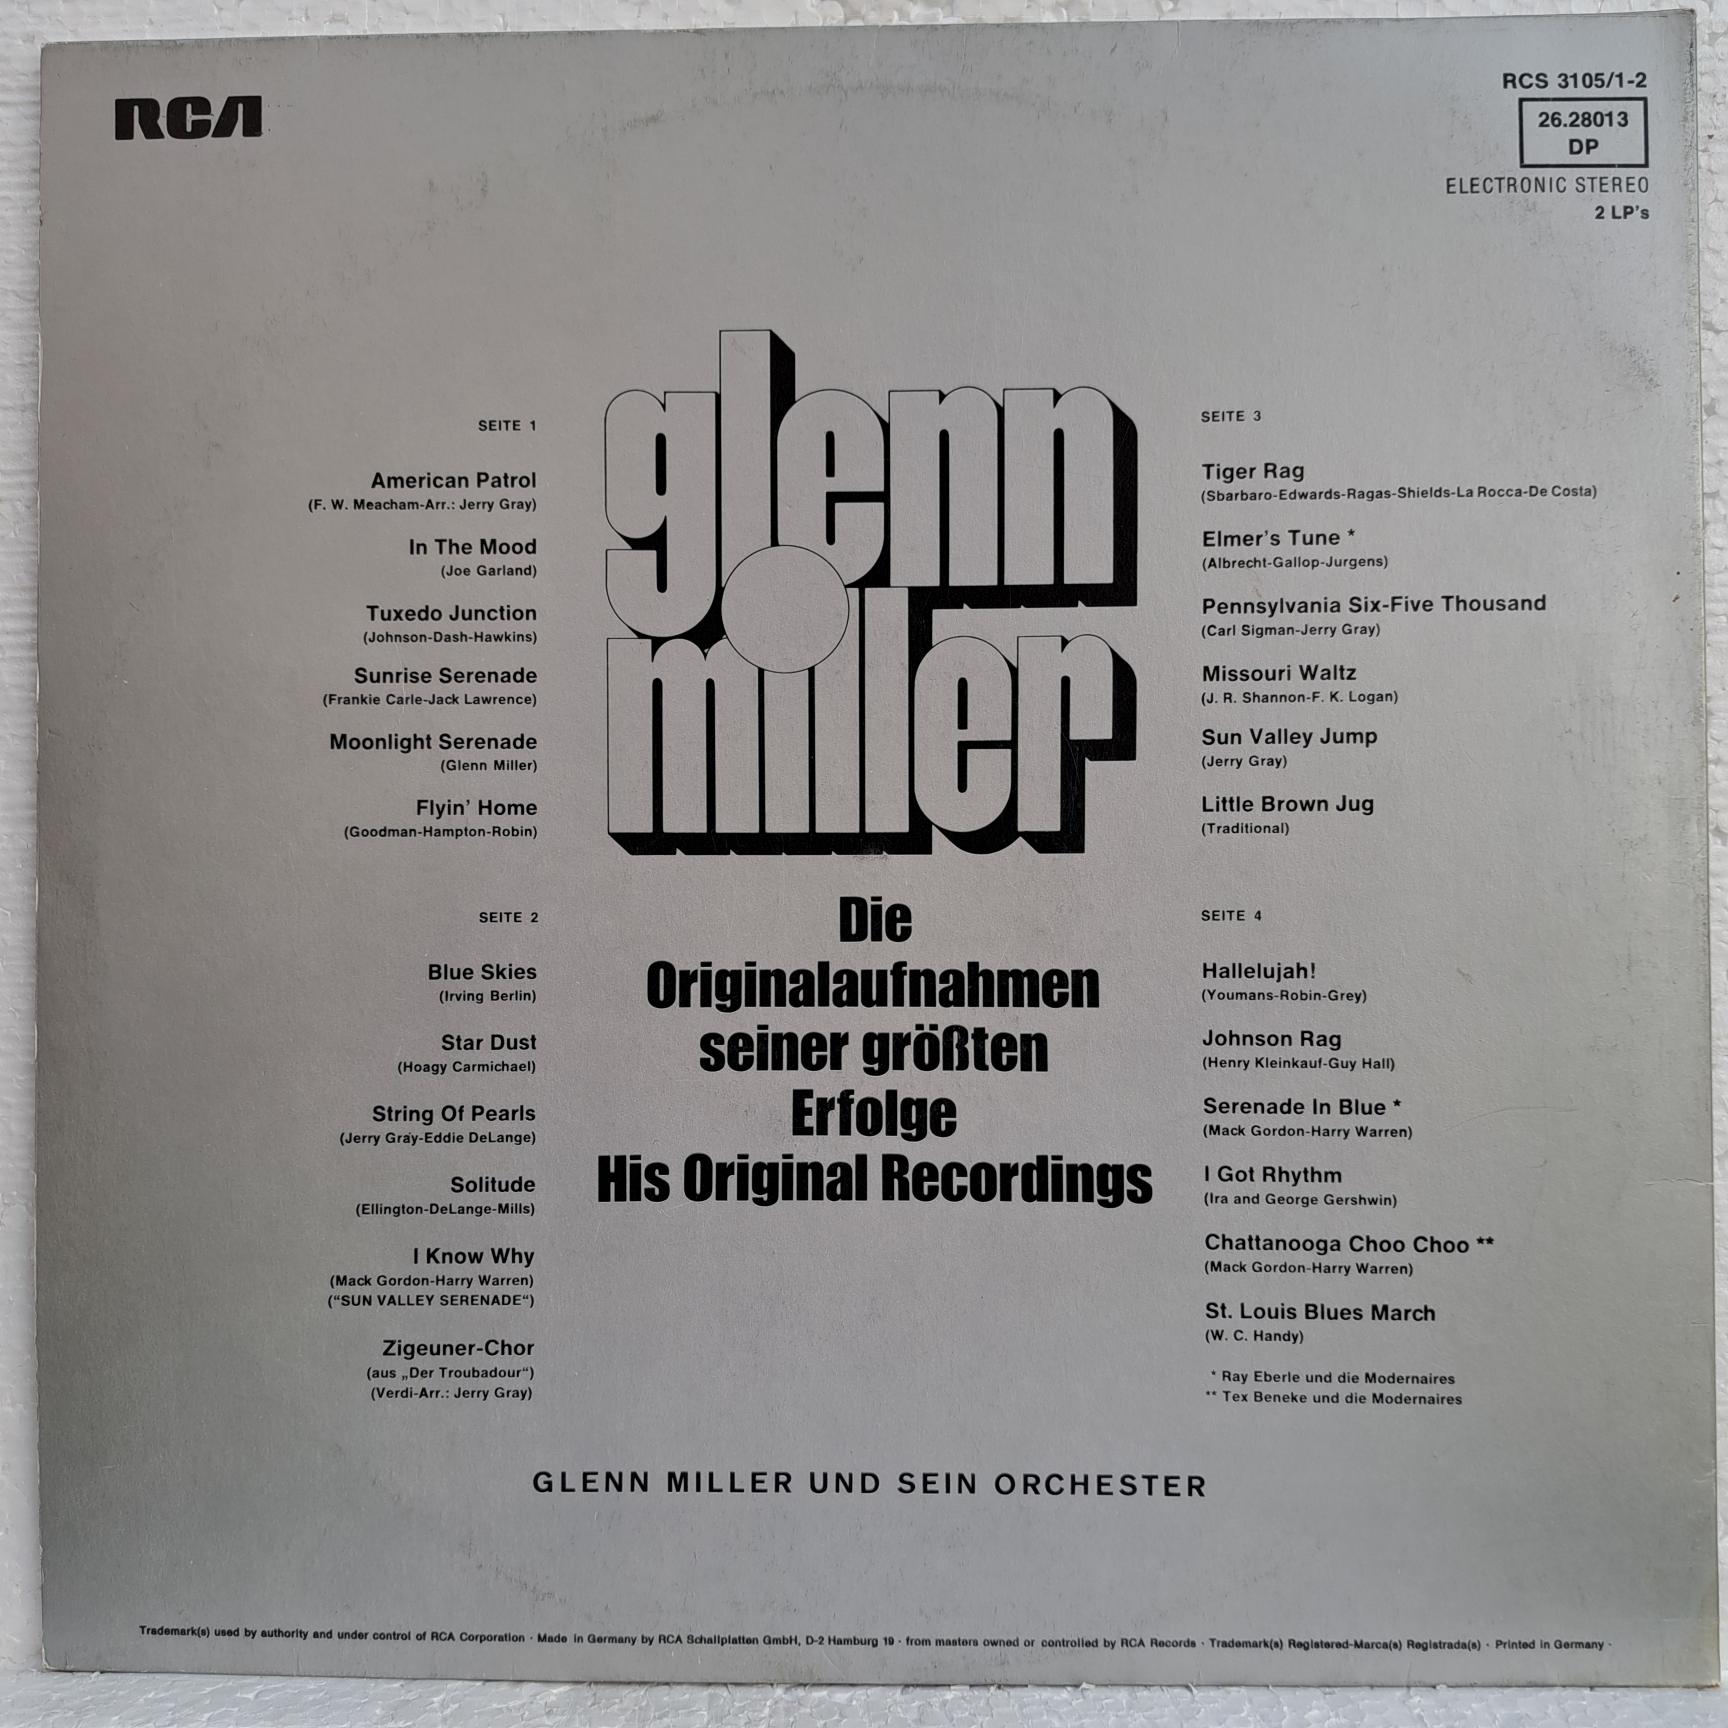 RCA
RCS 3105/1-2
26.28013
DP
ELECTRONIC STEREO
2 LP's
glenn
miller
SEITE 1
American Patrol
(F. W. Meacham-Arr.: Jerry Gray)
In The Mood
(Joe Garland)
Tuxedo Junction
(Johnson-Dash-Hawkins)
Sunrise Serenade
(Frankie Carle-Jack Lawrence)
Moonlight Serenade
(Glenn Miller)
Flyin' Home
(Goodman-Hampton-Robin)
SEITE 2
Blue Skies
(Irving Berlin)
Star Dust
(Hoagy Carmichael)
String Of Pearls
(Jerry Gray-Eddie DeLange)
Solitude
(Ellington-DeLange-Mills)
I Know Why
(Mack Gordon-Harry Warren)
(“SUN VALLEY SERENADE“)
Zigeuner-Chor
(aus „Der Troubadour“)
(Verdi-Arr.: Jerry Gray)
Die
Originalaufnahmen
seiner größten
Erfolge
His Original Recordings
SEITE 3
Tiger Rag
(Sbarbaro-Edwards-Ragas-Shields-La Rocca-De Costa)
Elmer's Tune *
(Albrecht-Gallop-Jurgens)
Pennsylvania Six-Five Thousand
(Carl Sigman-Jerry Gray)
Missouri Waltz
(J. R. Shannon-F. K. Logan)
Sun Valley Jump
(Jerry Gray)
Little Brown Jug
(Traditional)
SEITE 4
Hallelujah!
(Youmans-Robin-Grey)
Johnson Rag
(Henry Kleinkauf-Guy Hall)
Serenade In Blue *
(Mack Gordon-Harry Warren)
I Got Rhythm
(Ira and George Gershwin)
Chattanooga Choo Choo **
(Mack Gordon-Harry Warren)
St. Louis Blues March
(W. C. Handy)
* Ray Eberle und die Modernaires
** Tex Beneke und die Modernaires
GLENN MILLER UND SEIN ORCHESTER
Trademark(s) used by authority and under control of RCA Corporation · Made in Germany by RCA Schallplatten GmbH, D-2 Hamburg 19 · from masters owned or controlled by RCA Records · Trademark(s) Registered-Marca(s) Registrada(s) · Printed in Germany ·